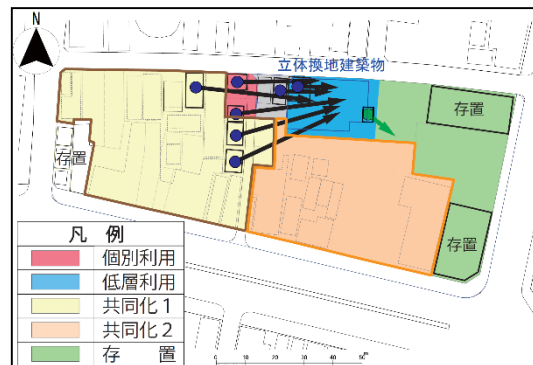 N
立体換地建築物
存置
存置
存置
凡 例
個別利用
低層利用
共同化1
共同化2
存 置
0 10 20 30 40 50m